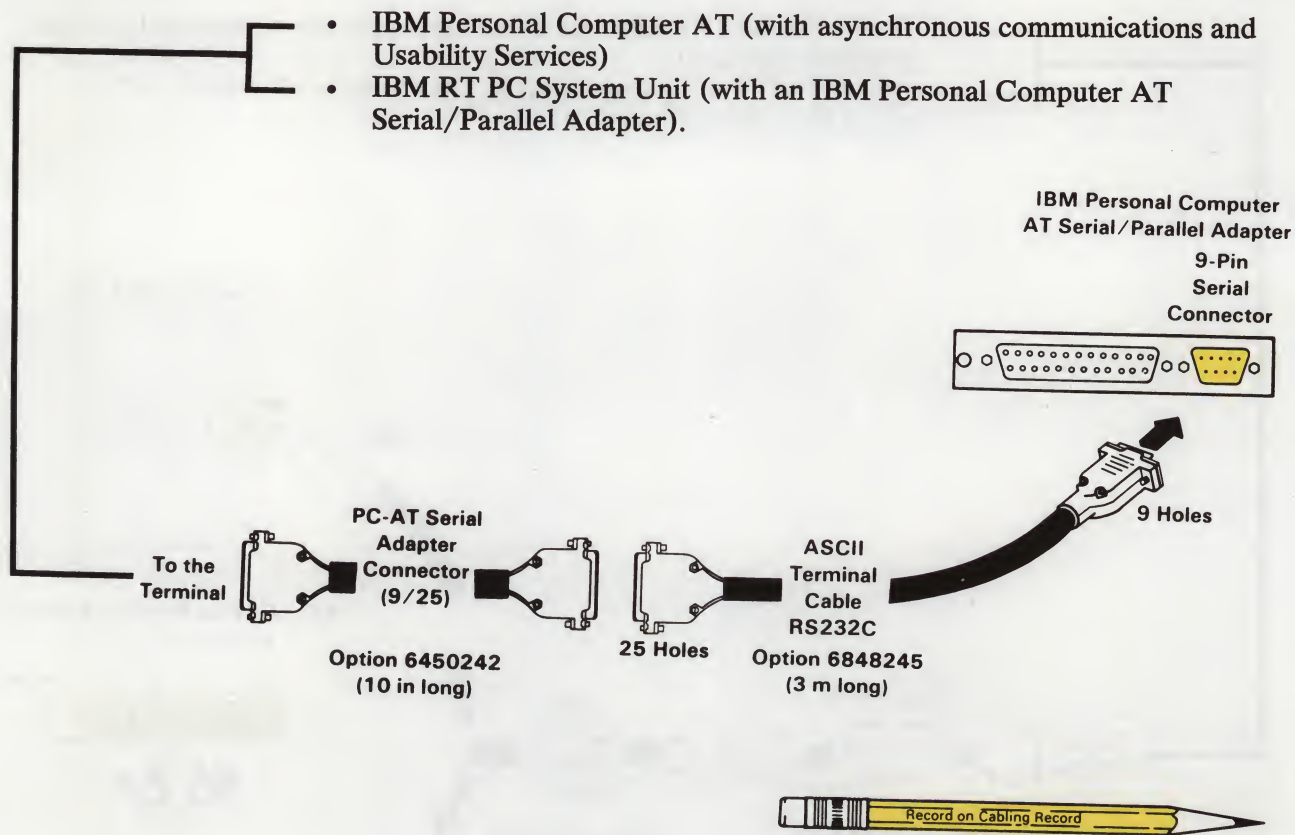 • IBM Personal Computer AT (with asynchronous communications and
Usability Services)
• IBM RT PC System Unit (with an IBM Personal Computer AT
Serial/Parallel Adapter).
IBM Personal Computer
AT Serial/Parallel Adapter
9-Pin
Serial
Connector
9 Holes
To the
Terminal
PC-AT Serial
Adapter
Connector
(9/25)
Option 6450242
(10 in long)
25 Holes
ASCII
Terminal
Cable
RS232C
Option 6848245
(3 m long)
Record on Cabling Record